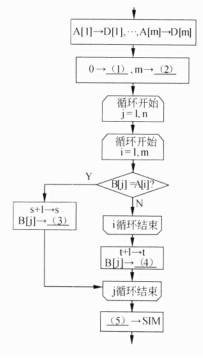 A[1]→D[1],⋯,A[m]→D[m]
0→（1），m→（2）
循环开始
j=1,n
循环开始
i=1,m
B[j]=A[i]?
Y
N
s+1→s
B[j]→（3）
i循环结束
t+1→t
B[j]→（4）
j循环结束
（5）→SIM